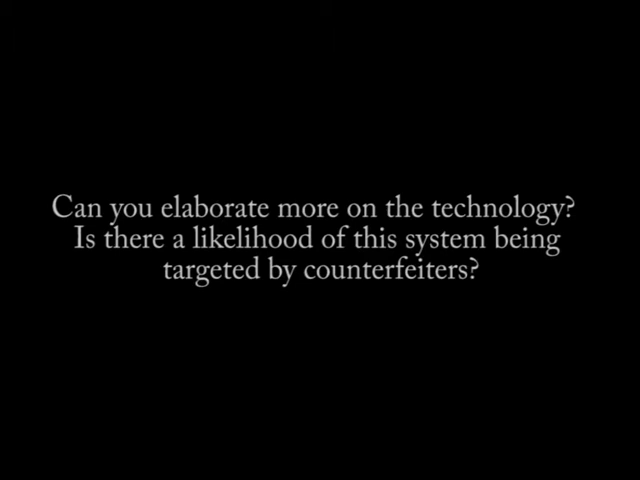 Can you elaborate more on the technology?
Is there a likelihood of this system being
targeted by counterfeiters?